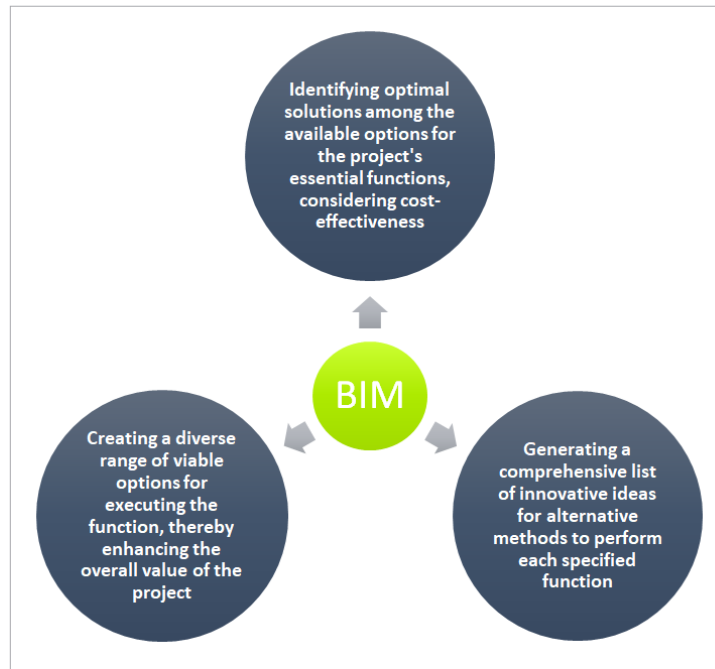 Identifying optimal
solutions among the
available options for
the project's
essential functions,
considering cost-
effectiveness
BIM
Creating a diverse
range of viable
options for
executing the
function, thereby
enhancing the
overall value of the
project
Generating a
comprehensive list
of innovative ideas
for alternative
methods to perform
each specified
function